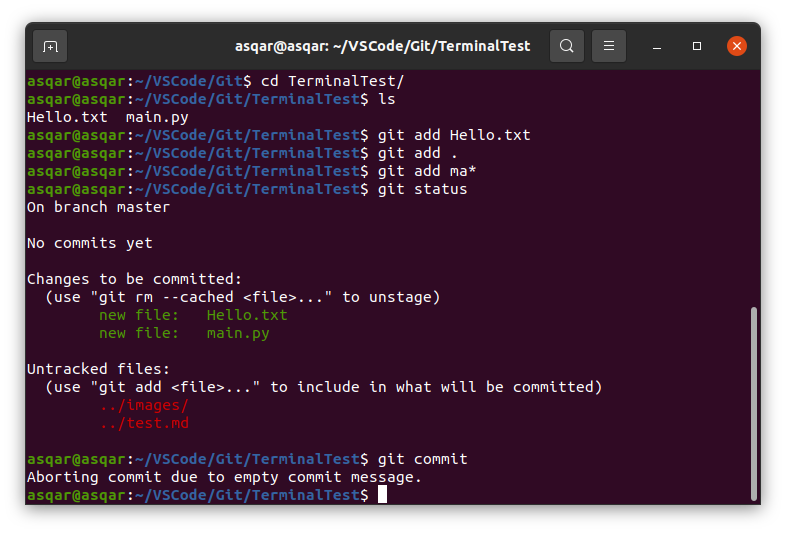 asqar@asqar: ~/VSCode/Git/TerminalTest
asqar@asqar:~/VSCode/Git$ cd TerminalTest/
asqar@asqar:~/VSCode/Git/TerminalTest$ ls
Hello.txt  main.py
asqar@asqar:~/VSCode/Git/TerminalTest$ git add Hello.txt
asqar@asqar:~/VSCode/Git/TerminalTest$ git add .
asqar@asqar:~/VSCode/Git/TerminalTest$ git add ma*
asqar@asqar:~/VSCode/Git/TerminalTest$ git status
On branch master

No commits yet

Changes to be committed:
  (use "git rm --cached <file>..." to unstage)
        new file:   Hello.txt
        new file:   main.py

Untracked files:
  (use "git add <file>..." to include in what will be committed)
        ../images/
        ../test.md

asqar@asqar:~/VSCode/Git/TerminalTest$ git commit
Aborting commit due to empty commit message.
asqar@asqar:~/VSCode/Git/TerminalTest$